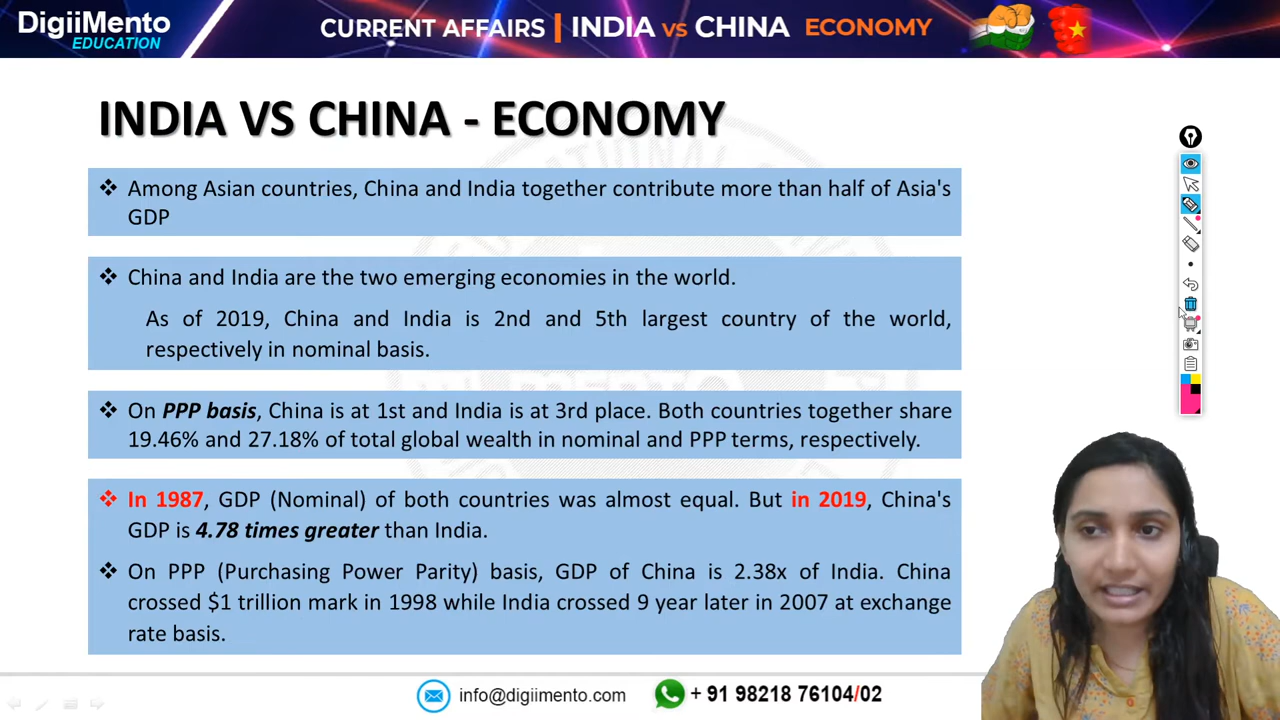 DigiiMento
EDUCATION
CURRENT AFFAIRS | INDIA vs CHINA ECONOMY
INDIA VS CHINA - ECONOMY
❖ Among Asian countries, China and India together contribute more than half of Asia's
GDP
❖ China and India are the two emerging economies in the world.
As of 2019, China and India is 2nd and 5th largest country of the world,
respectively in nominal basis.
❖ On PPP basis, China is at 1st and India is at 3rd place. Both countries together share
19.46% and 27.18% of total global wealth in nominal and PPP terms, respectively.
❖ In 1987, GDP (Nominal) of both countries was almost equal. But in 2019, China's
GDP is 4.78 times greater than India.
❖ On PPP (Purchasing Power Parity) basis, GDP of China is 2.38x of India. China
crossed $1 trillion mark in 1998 while India crossed 9 year later in 2007 at exchange
rate basis.
info@digiimento.com
+ 91 98218 76104/02